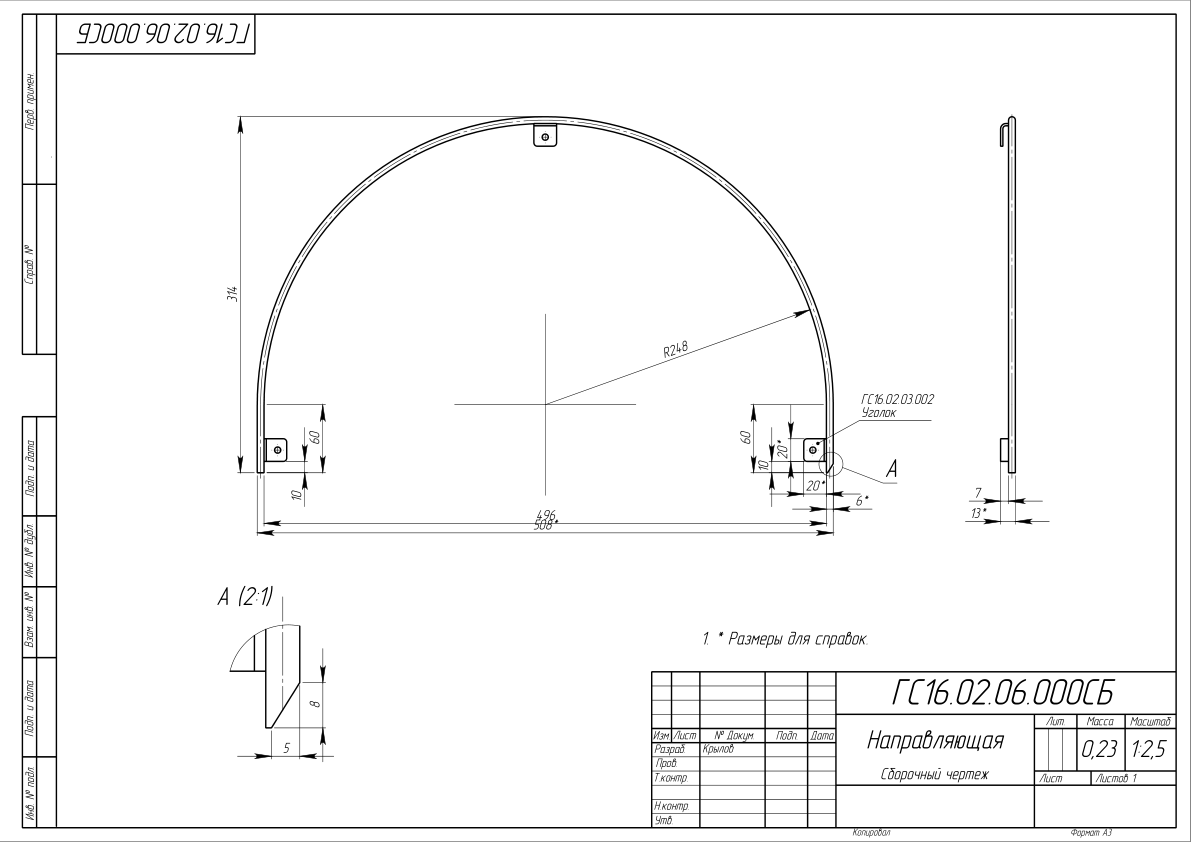 ГС16.02.06.000СБ
Перв. примен.
Справ. №
Подп. и дата
Инв. № дубл.
Взам. инв. №
Подп. и дата
Инв. № подл.
314
R248
ГС16.02.03.002
Уголок
60
10
60
10
20*
20*
А
6*
496
508*
7
13*
А (2:1)
8
5
1. * Размеры для справок.
ГС16.02.06.000СБ
Изм. Лист № Докум. Подп. Дата
Разраб. Крылов
Пров.
Т.контр.
Н.контр.
Утв.
Направляющая
Сборочный чертеж
Лит. Масса Масштаб
0,23 1:2,5
Лист Листов 1
Копировал Формат А3